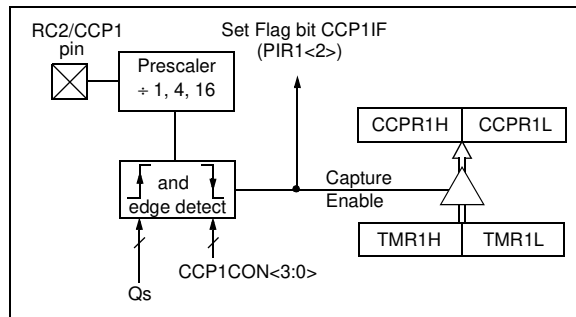 RC2/CCP1
pin
Prescaler
÷ 1, 4, 16
and
edge detect
Qs
CCP1CON<3:0>
Set Flag bit CCP1IF
(PIR1<2>)
Capture
Enable
CCPR1H
CCPR1L
TMR1H
TMR1L